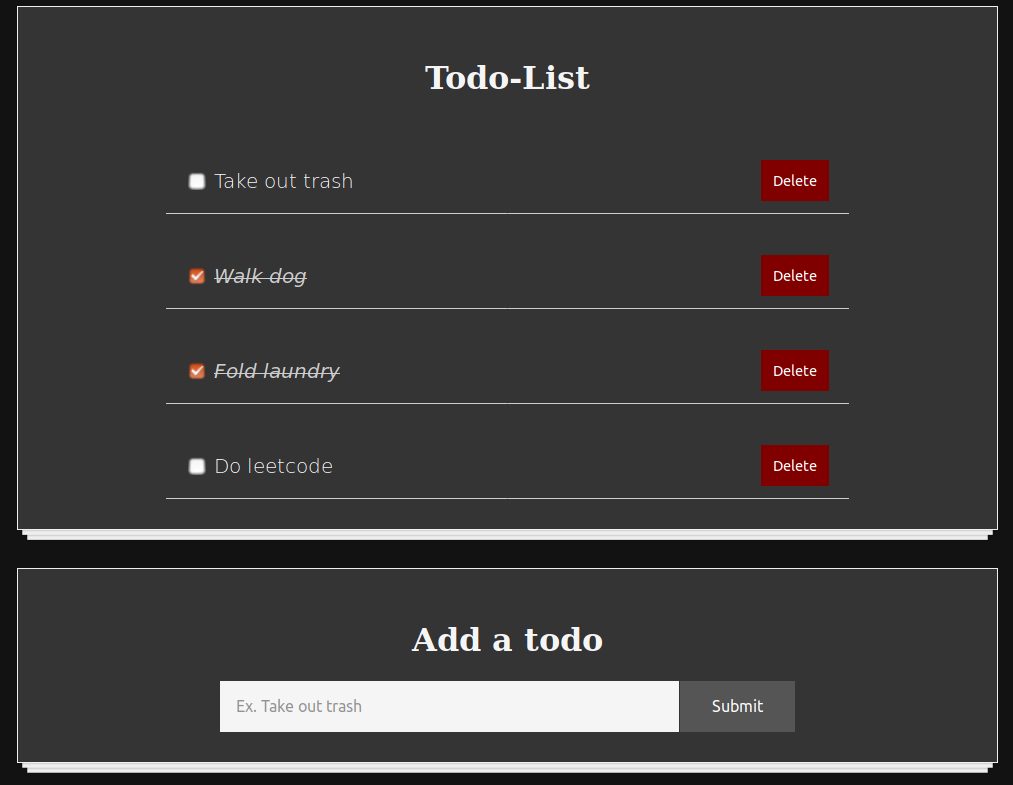 Todo-List
Take out trash Delete
Walk dog Delete
Fold laundry Delete
Do leetcode Delete
Add a todo
Ex. Take out trash Submit